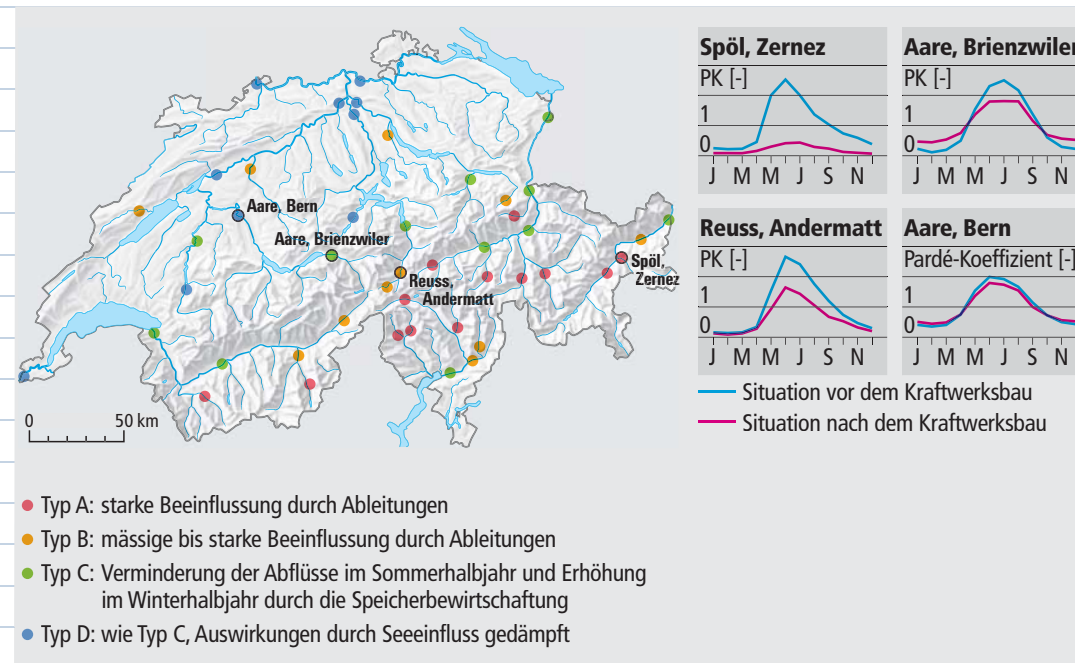 Aare, Bern
Aare, Brienzwiler
Reuss,
Andermatt
Spöl,
Zernez
0 50 km
Spöl, Zernez
PK [-]
1
0
J M M J S N
Aare, Brienzwiler
PK [-]
1
0
J M M J S N
Reuss, Andermatt
PK [-]
1
0
J M M J S N
Aare, Bern
Pardé-Koeffizient [-]
1
0
J M M J S N
Situation vor dem Kraftwerksbau
Situation nach dem Kraftwerksbau
Typ A: starke Beeinflussung durch Ableitungen
Typ B: mässige bis starke Beeinflussung durch Ableitungen
Typ C: Verminderung der Abflüsse im Sommerhalbjahr und Erhöhung
im Winterhalbjahr durch die Speicherbewirtschaftung
Typ D: wie Typ C, Auswirkungen durch Seeeinfluss gedämpft